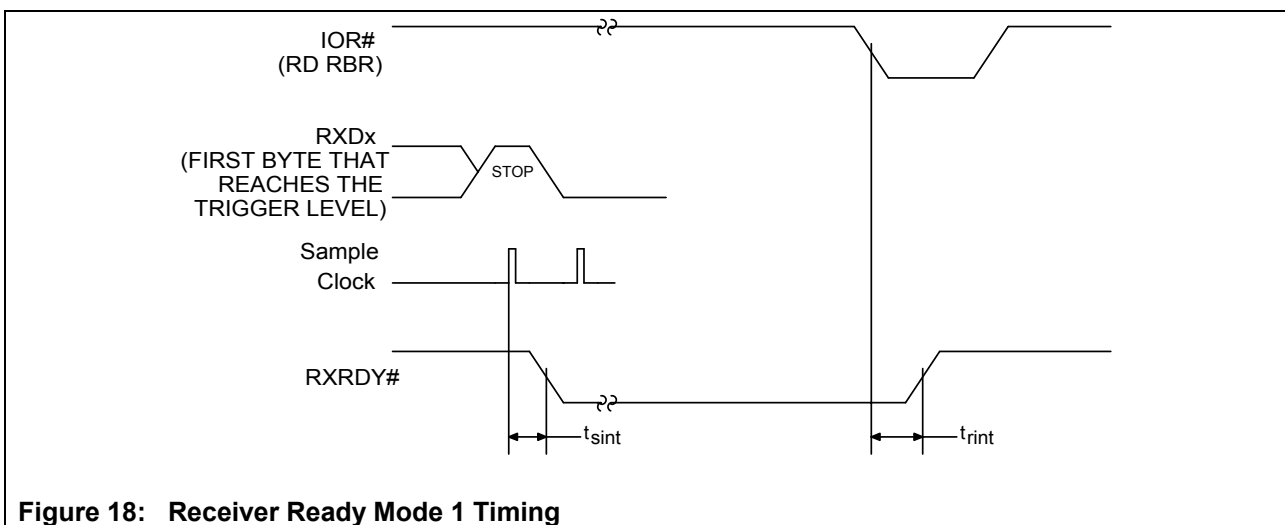 IOR#
(RD RBR)
RXDx
(FIRST BYTE THAT
REACHES THE
TRIGGER LEVEL)
STOP
Sample
Clock
RXRDY#
tsint
trint
Figure 18: Receiver Ready Mode 1 Timing